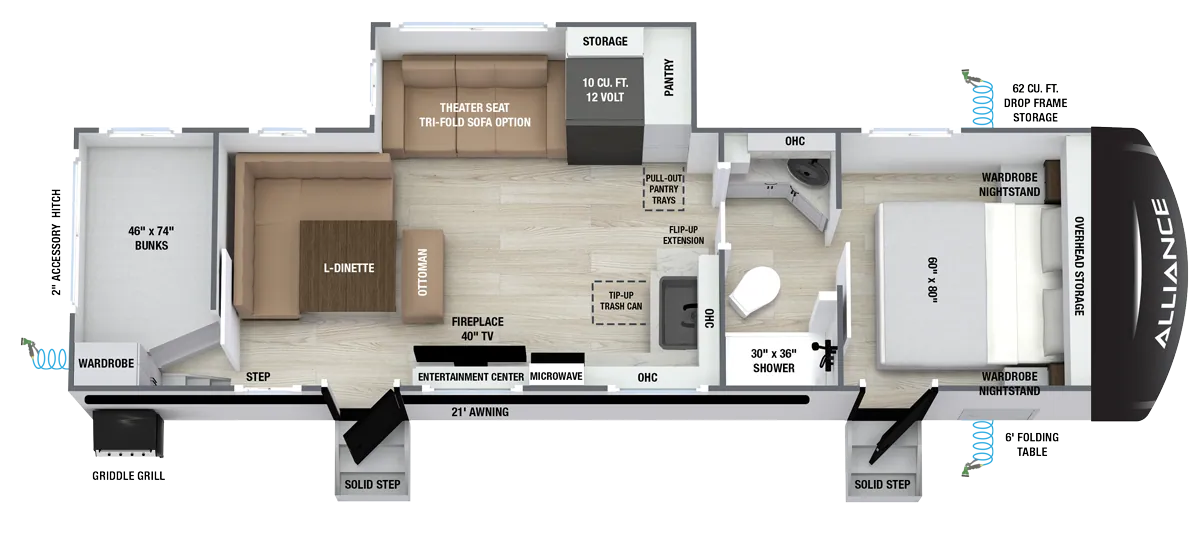 STORAGE
PANTRY
10 CU. FT.
12 VOLT
THEATER SEAT
TRI-FOLD SOFA OPTION
62 CU. FT.
DROP FRAME
STORAGE
OHC
PULL-OUT
PANTRY
TRAYS
WARDROBE
NIGHTSTAND
2" ACCESSORY HITCH
46" x 74"
BUNKS
L-DINETTE
OTTOMAN
FLIP-UP
EXTENSION
60" x 80"
OVERHEAD STORAGE
ALLIANCE
TIP-UP
TRASH CAN
OHC
FIREPLACE
40" TV
30" x 36"
SHOWER
WARDROBE
STEP
ENTERTAINMENT CENTER
MICROWAVE
OHC
WARDROBE
NIGHTSTAND
21' AWNING
6' FOLDING
TABLE
GRIDDLE GRILL
SOLID STEP
SOLID STEP